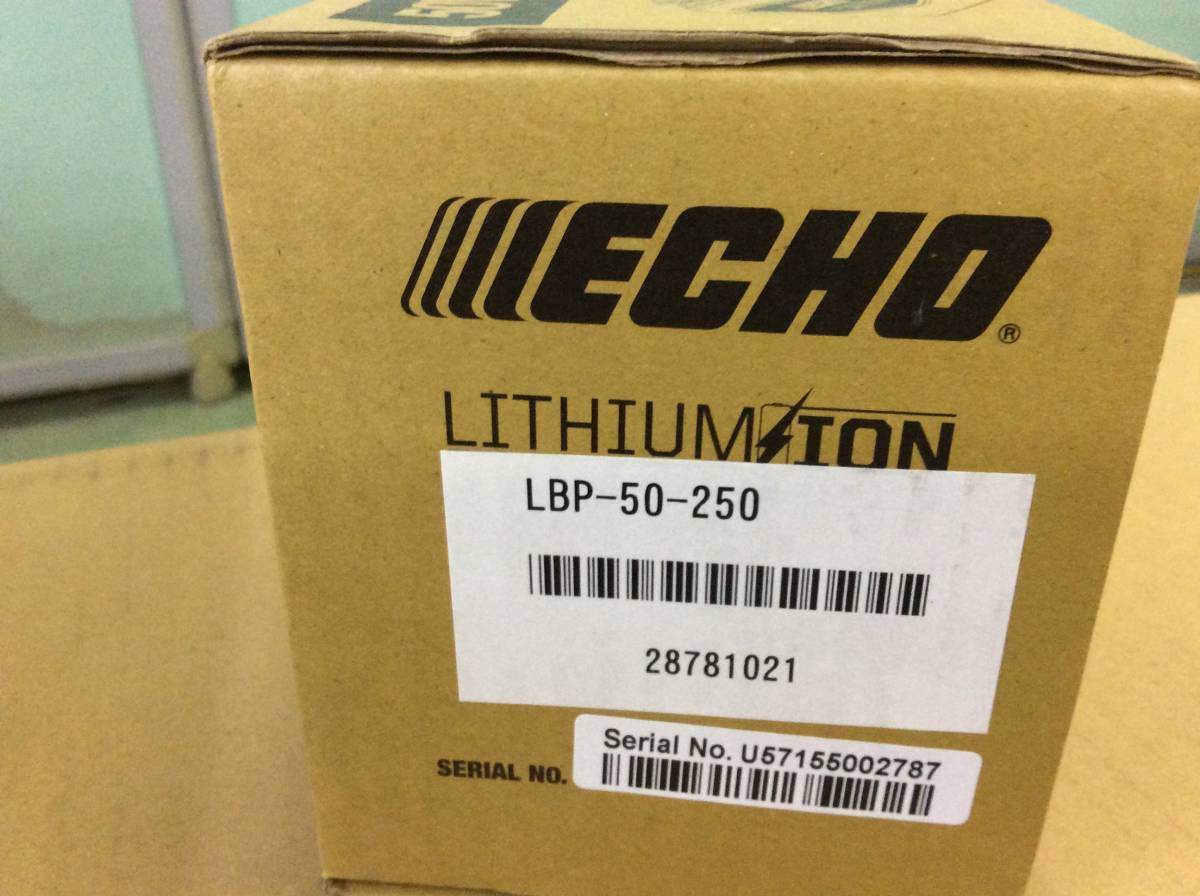 ECHO®
LITHIUM ION
LBP-50-250
28781021
SERIAL NO.
Serial No. U57155002787